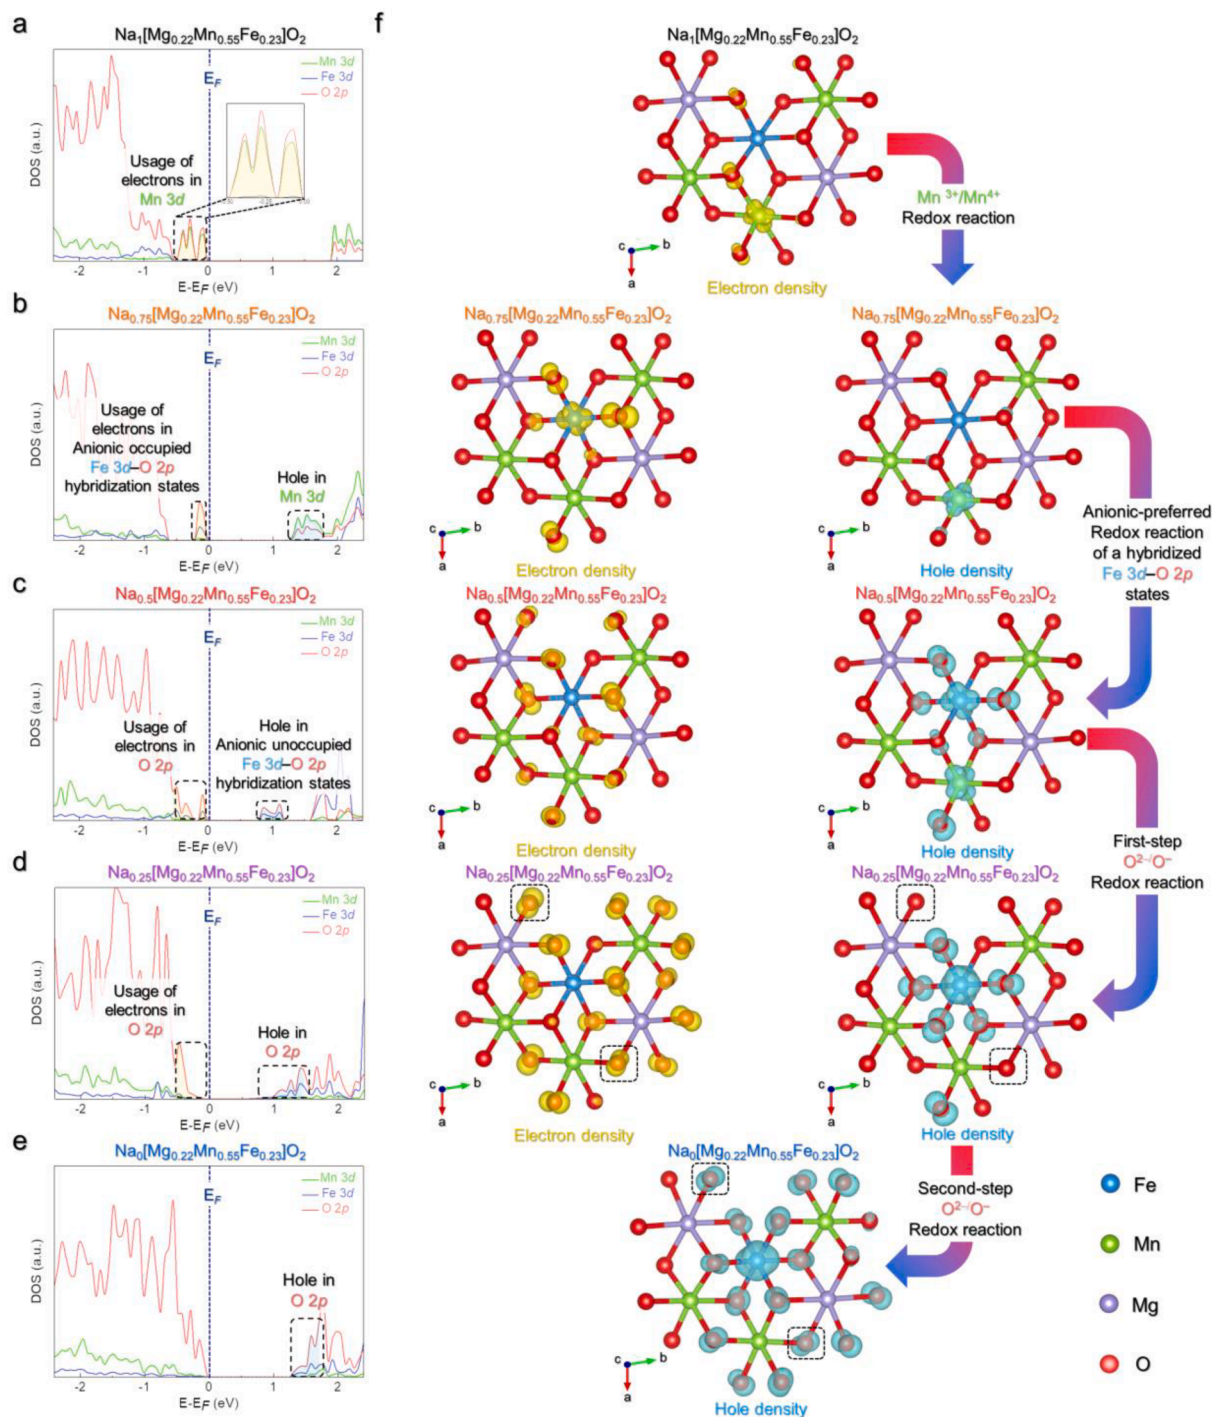 a
Na1[Mg0.22Mn0.55Fe0.23]O2
Mn 3d
Fe 3d
O 2p
EF
Usage of
electrons in
Mn 3d
DOS (a.u.)
-2 -1 0 1 2
E-EF (eV)
b
Na0.75[Mg0.22Mn0.55Fe0.23]O2
Mn 3d
Fe 3d
O 2p
EF
Usage of
electrons in
Anionic occupied
Fe 3d–O 2p
hybridization states
Hole in
Mn 3d
DOS (a.u.)
-2 -1 0 1 2
E-EF (eV)
c
Na0.5[Mg0.22Mn0.55Fe0.23]O2
Mn 3d
Fe 3d
O 2p
EF
Usage of
electrons in
O 2p
Hole in
Anionic unoccupied
Fe 3d–O 2p
hybridization states
DOS (a.u.)
-2 -1 0 1 2
E-EF (eV)
d
Na0.25[Mg0.22Mn0.55Fe0.23]O2
Mn 3d
Fe 3d
O 2p
EF
Usage of
electrons in
O 2p
Hole in
O 2p
DOS (a.u.)
-2 -1 0 1 2
E-EF (eV)
e
Na0[Mg0.22Mn0.55Fe0.23]O2
Mn 3d
Fe 3d
O 2p
EF
Hole in
O 2p
DOS (a.u.)
-2 -1 0 1 2
E-EF (eV)
f
Na1[Mg0.22Mn0.55Fe0.23]O2
c b
a
Electron density
Mn 3+/Mn4+
Redox reaction
Na0.75[Mg0.22Mn0.55Fe0.23]O2
c b
a
Electron density
Na0.75[Mg0.22Mn0.55Fe0.23]O2
c b
a
Hole density
Anionic-preferred
Redox reaction
of a hybridized
Fe 3d–O 2p
states
Na0.5[Mg0.22Mn0.55Fe0.23]O2
c b
a
Electron density
Na0.5[Mg0.22Mn0.55Fe0.23]O2
c b
a
Hole density
First-step
O2-/O−
Redox reaction
Na0.25[Mg0.22Mn0.55Fe0.23]O2
c b
a
Electron density
Na0.25[Mg0.22Mn0.55Fe0.23]O2
c b
a
Hole density
Second-step
O2-/O−
Redox reaction
Na0[Mg0.22Mn0.55Fe0.23]O2
c b
a
Hole density
Fe
Mn
Mg
O